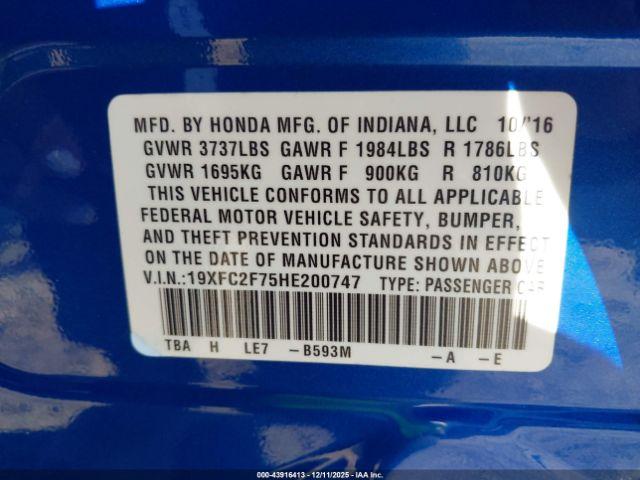 MFD. BY HONDA MFG. OF INDIANA, LLC 10/'16
GVWR 3737LBS GAWR F 1984LBS R 1786LBS
GVWR 1695KG GAWR F 900KG R 810KG
THIS VEHICLE CONFORMS TO ALL APPLICABLE
FEDERAL MOTOR VEHICLE SAFETY, BUMPER,
AND THEFT PREVENTION STANDARDS IN EFFECT
ON THE DATE OF MANUFACTURE SHOWN ABOVE
V.I.N.:19XFC2F75HE200747 TYPE: PASSENGER CAR
TBA H LE7 -B593M -A -E
000-43916413 - 12/11/2025 - IAA Inc.